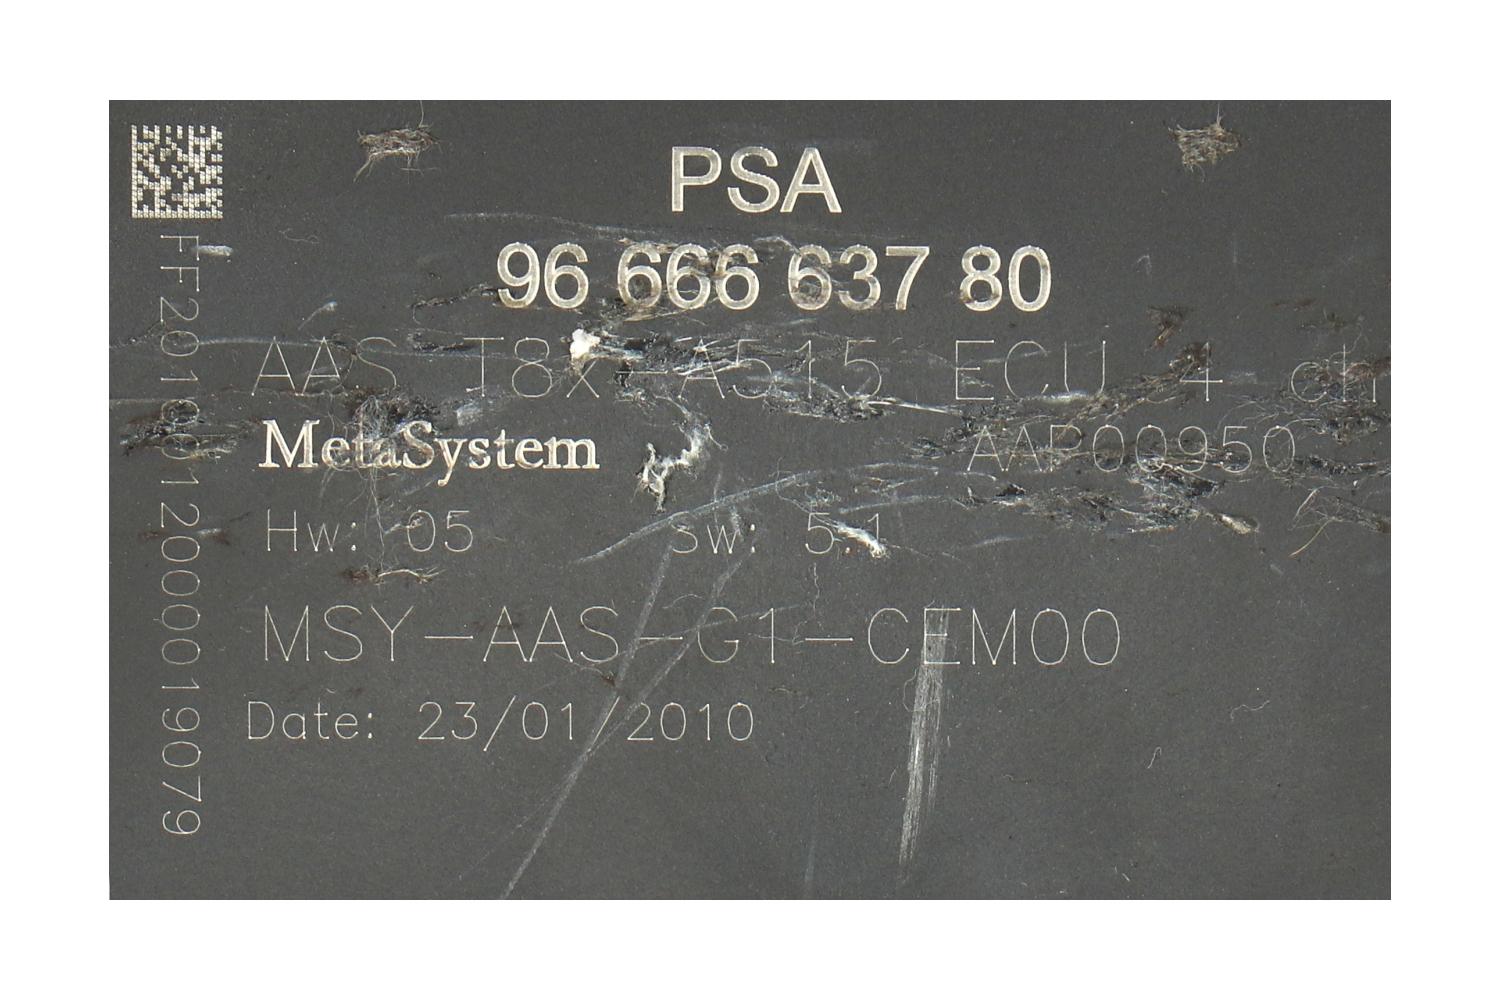 PSA
96 666 637 80
AAS T8x-A515 ECU 4 ch
MetaSystem AAP00950
Hw: 05 sw: 5.1
MSY-AAS-G1-CEM00
Date: 23/01/2010